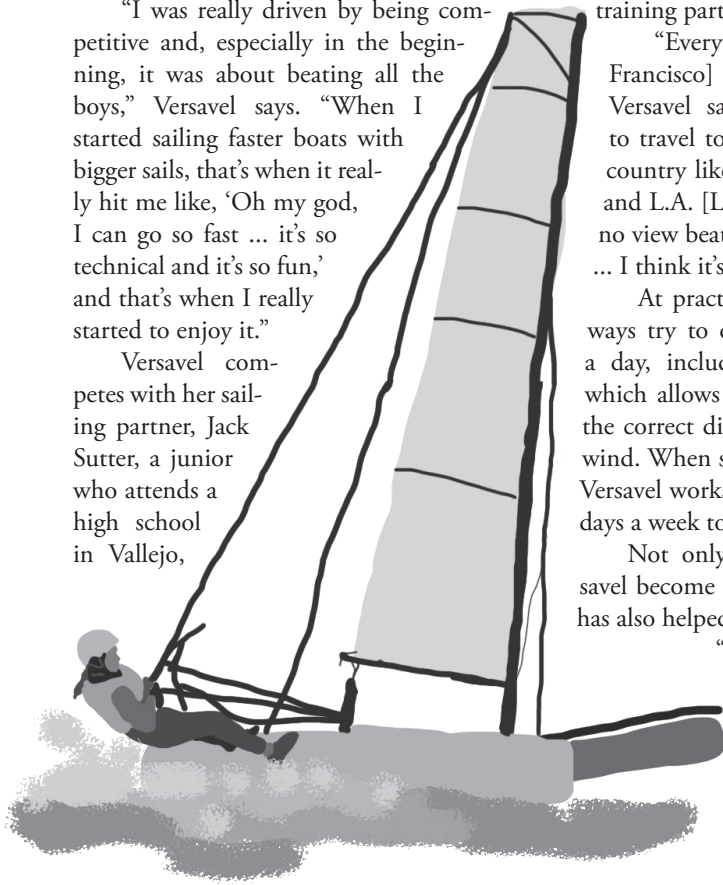 “I was really driven by being com-
petitive and, especially in the begin-
ning, it was about beating all the
boys,” Versavel says. “When I
started sailing faster boats with
bigger sails, that’s when it real-
ly hit me like, ‘Oh my god,
I can go so fast ... it’s so
technical and it’s so fun,’
and that’s when I really
started to enjoy it.”
Versavel com-
petes with her sail-
ing partner, Jack
Sutter, a junior
who attends a
high school
in Vallejo,
training part
“Every
Francisco]
Versavel sa
to travel to
country like
and L.A. [L
no view beat
... I think it’s
At pract
ways try to
a day, includ
which allows
the correct di
wind. When s
Versavel works
days a week to
Not only
savel become
has also helped
“